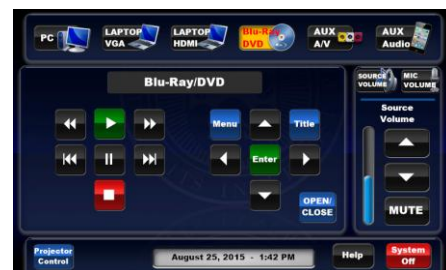 PC
LAPTOP
VGA
LAPTOP
HDMI
Blu-Ray
DVD
AUX
A/V
AUX
Audio
Blu-Ray/DVD
SOURCE
VOLUME
MIC
VOLUME
Source
Volume
Menu
Title
Enter
OPEN/
CLOSE
MUTE
Projector
Control
August 25, 2015 - 1:42 PM
Help
System
Off